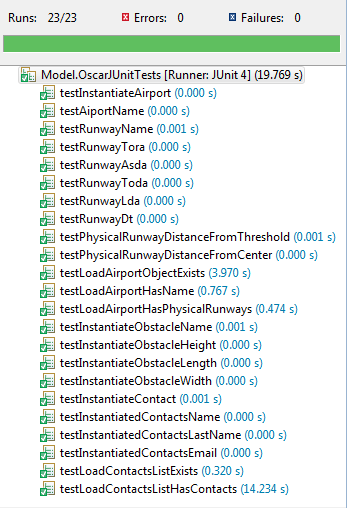 Runs: 23/23 Errors: 0 Failures: 0
Model.OscarJUnitTests [Runner: JUnit 4] (19.769 s)
testInstantiateAirport (0.000 s)
testAiportName (0.000 s)
testRunwayName (0.001 s)
testRunwayTora (0.000 s)
testRunwayAsda (0.000 s)
testRunwayToda (0.000 s)
testRunwayLda (0.000 s)
testRunwayDt (0.000 s)
testPhysicalRunwayDistanceFromThreshold (0.001 s)
testPhysicalRunwayDistanceFromCenter (0.000 s)
testLoadAirportObjectExists (3.970 s)
testLoadAirportHasName (0.767 s)
testLoadAirportHasPhysicalRunways (0.474 s)
testInstantiateObstacleName (0.001 s)
testInstantiateObstacleHeight (0.000 s)
testInstantiateObstacleLength (0.000 s)
testInstantiateObstacleWidth (0.000 s)
testInstantiateContact (0.001 s)
testInstantiatedContactsName (0.000 s)
testInstantiatedContactsLastName (0.000 s)
testInstantiatedContactsEmail (0.000 s)
testLoadContactsListExists (0.320 s)
testLoadContactsListHasContacts (14.234 s)